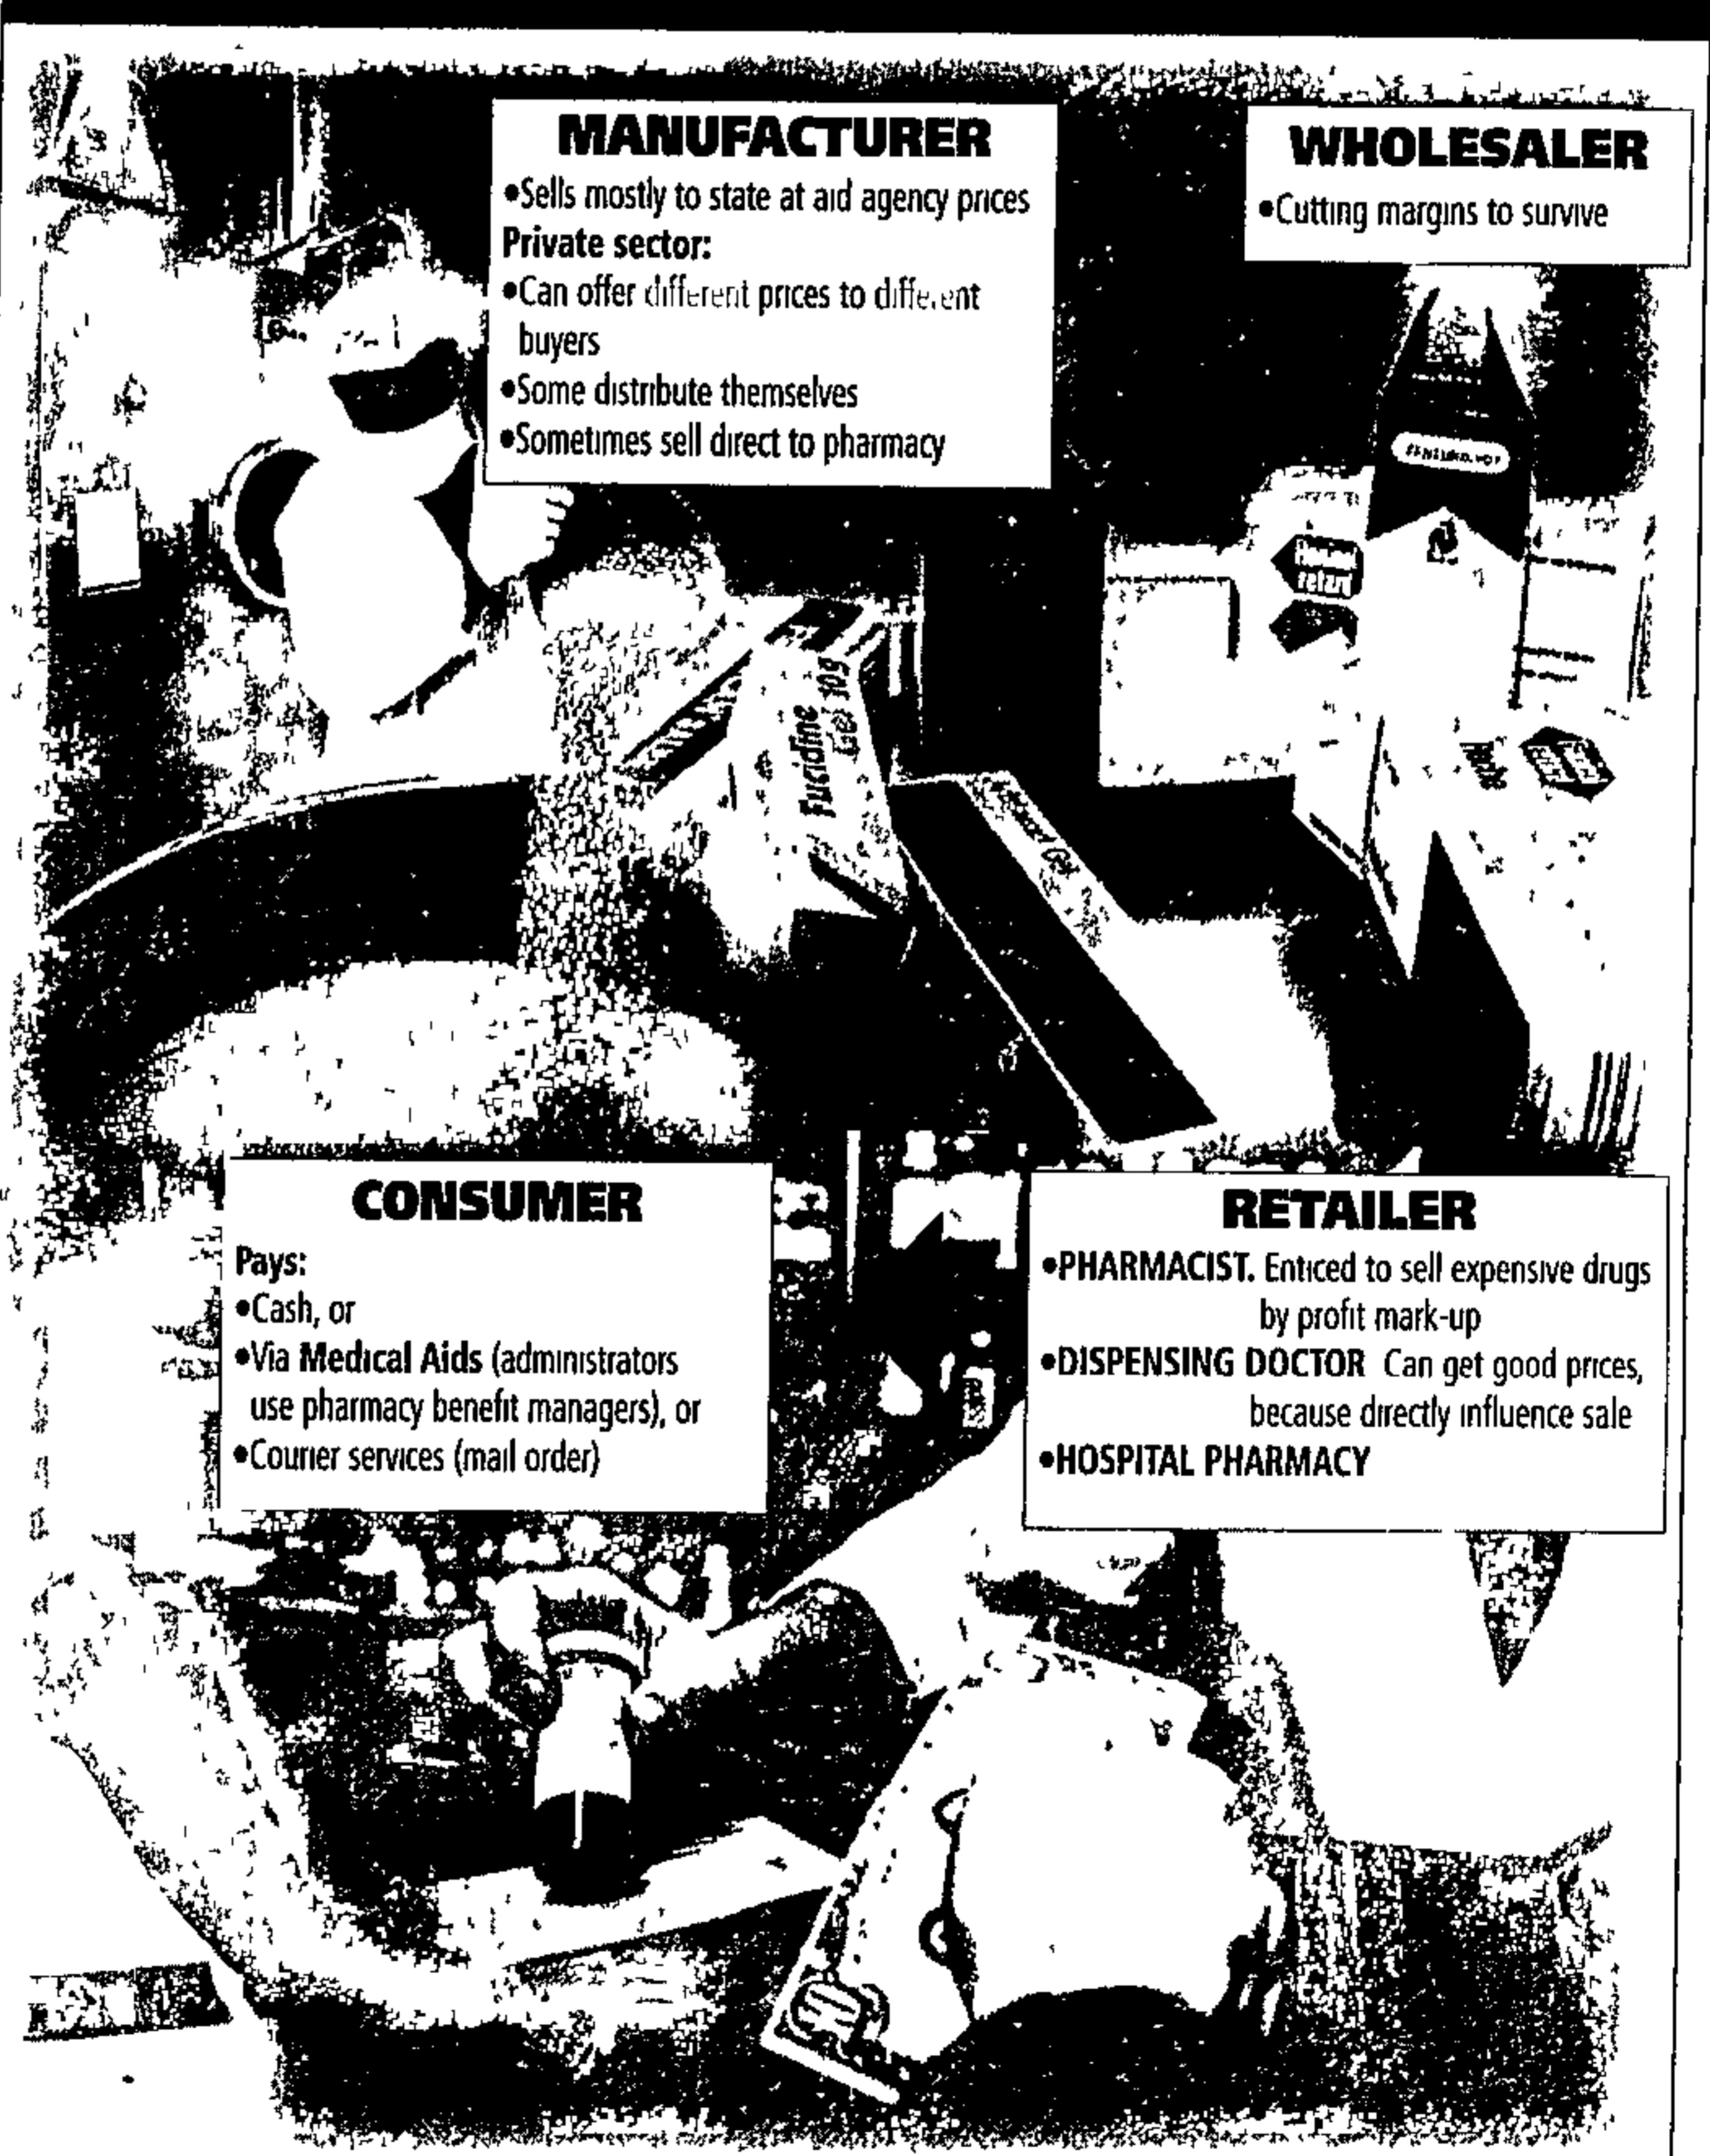 MANUFACTURER
•Sells mostly to state at aid agency prices
Private sector:
•Can offer different prices to different
buyers
•Some distribute themselves
•Sometimes sell direct to pharmacy
WHOLESALER
•Cutting margins to survive
Fucidine
Gel 10g
CONSUMER
Pays:
•Cash, or
•Via Medical Aids (administrators
use pharmacy benefit managers), or
•Courier services (mail order)
RETAILER
•PHARMACIST. Enticed to sell expensive drugs
by profit mark-up
•DISPENSING DOCTOR Can get good prices,
because directly influence sale
•HOSPITAL PHARMACY